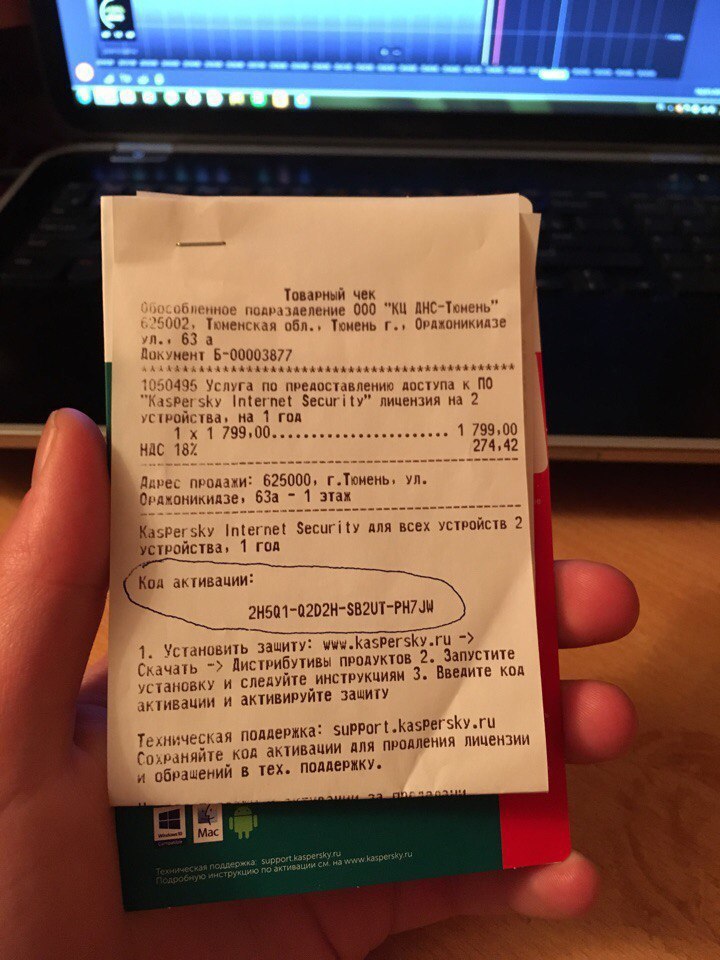 Товарный чек
Обособленное подразделение ООО "КЦ ДНС-Тюмень"
625002, Тюменская обл., Тюмень г., Орджоникидзе
ул., 63 а
Документ Б-00003877
***********************************************
1050495 Услуга по предоставлению доступа к ПО
"Kaspersky Internet Security" лицензия на 2
устройства, на 1 год
1 x 1 799,00....................... 1 799,00
НДС 18% 274,42
Адрес продажи: 625000, г.Тюмень, ул.
Орджоникидзе, 63а - 1 этаж
Kaspersky Internet Security для всех устройств 2
устройства, 1 год
Код активации:
2H5Q1-Q2D2H-SB2UT-PH7JW
1. Установить защиту: www.kaspersky.ru ->
Скачать -> Дистрибутивы продуктов 2. Запустите
установку и следуйте инструкциям 3. Введите код
активации и активируйте защиту
Техническая поддержка: support.kaspersky.ru
Сохраняйте код активации для продления лицензии
и обращений в тех. поддержку.
Mac
Техническая поддержка: support.kaspersky.ru
Подробную инструкцию по активации см. на www.kaspersky.ru